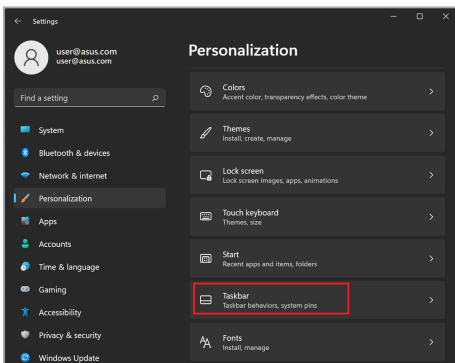 Settings
user@asus.com
user@asus.com
Find a setting
System
Bluetooth & devices
Network & internet
Personalization
Apps
Accounts
Time & language
Gaming
Accessibility
Privacy & security
Windows Update
Personalization
Colors
Accent color, transparency effects, color theme
Themes
Install, create, manage
Lock screen
Lock screen images, apps, animations
Touch keyboard
Themes, size
Start
Recent apps and items, folders
Taskbar
Taskbar behaviors, system pins
Fonts
Install, manage